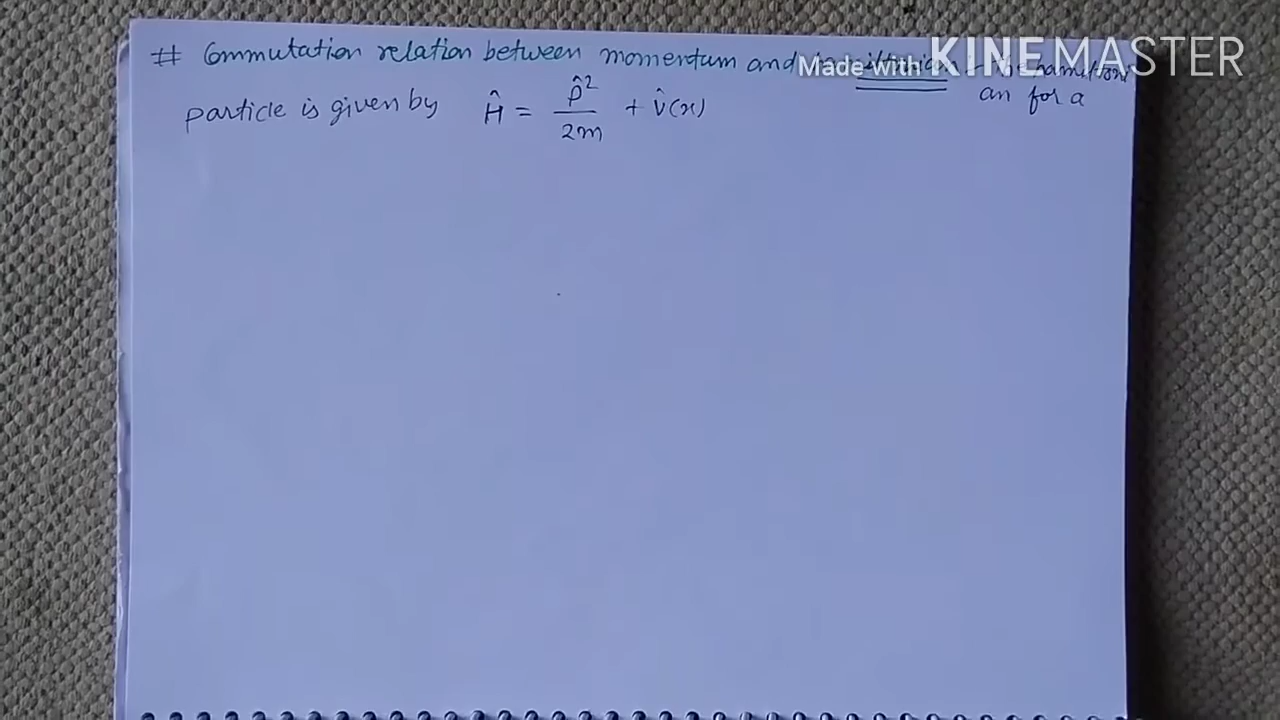 # Commutation relation between momentum and
Made with KINEMASTER
an for a
particle is given by Ĥ = p̂²/2m + v̂(x)